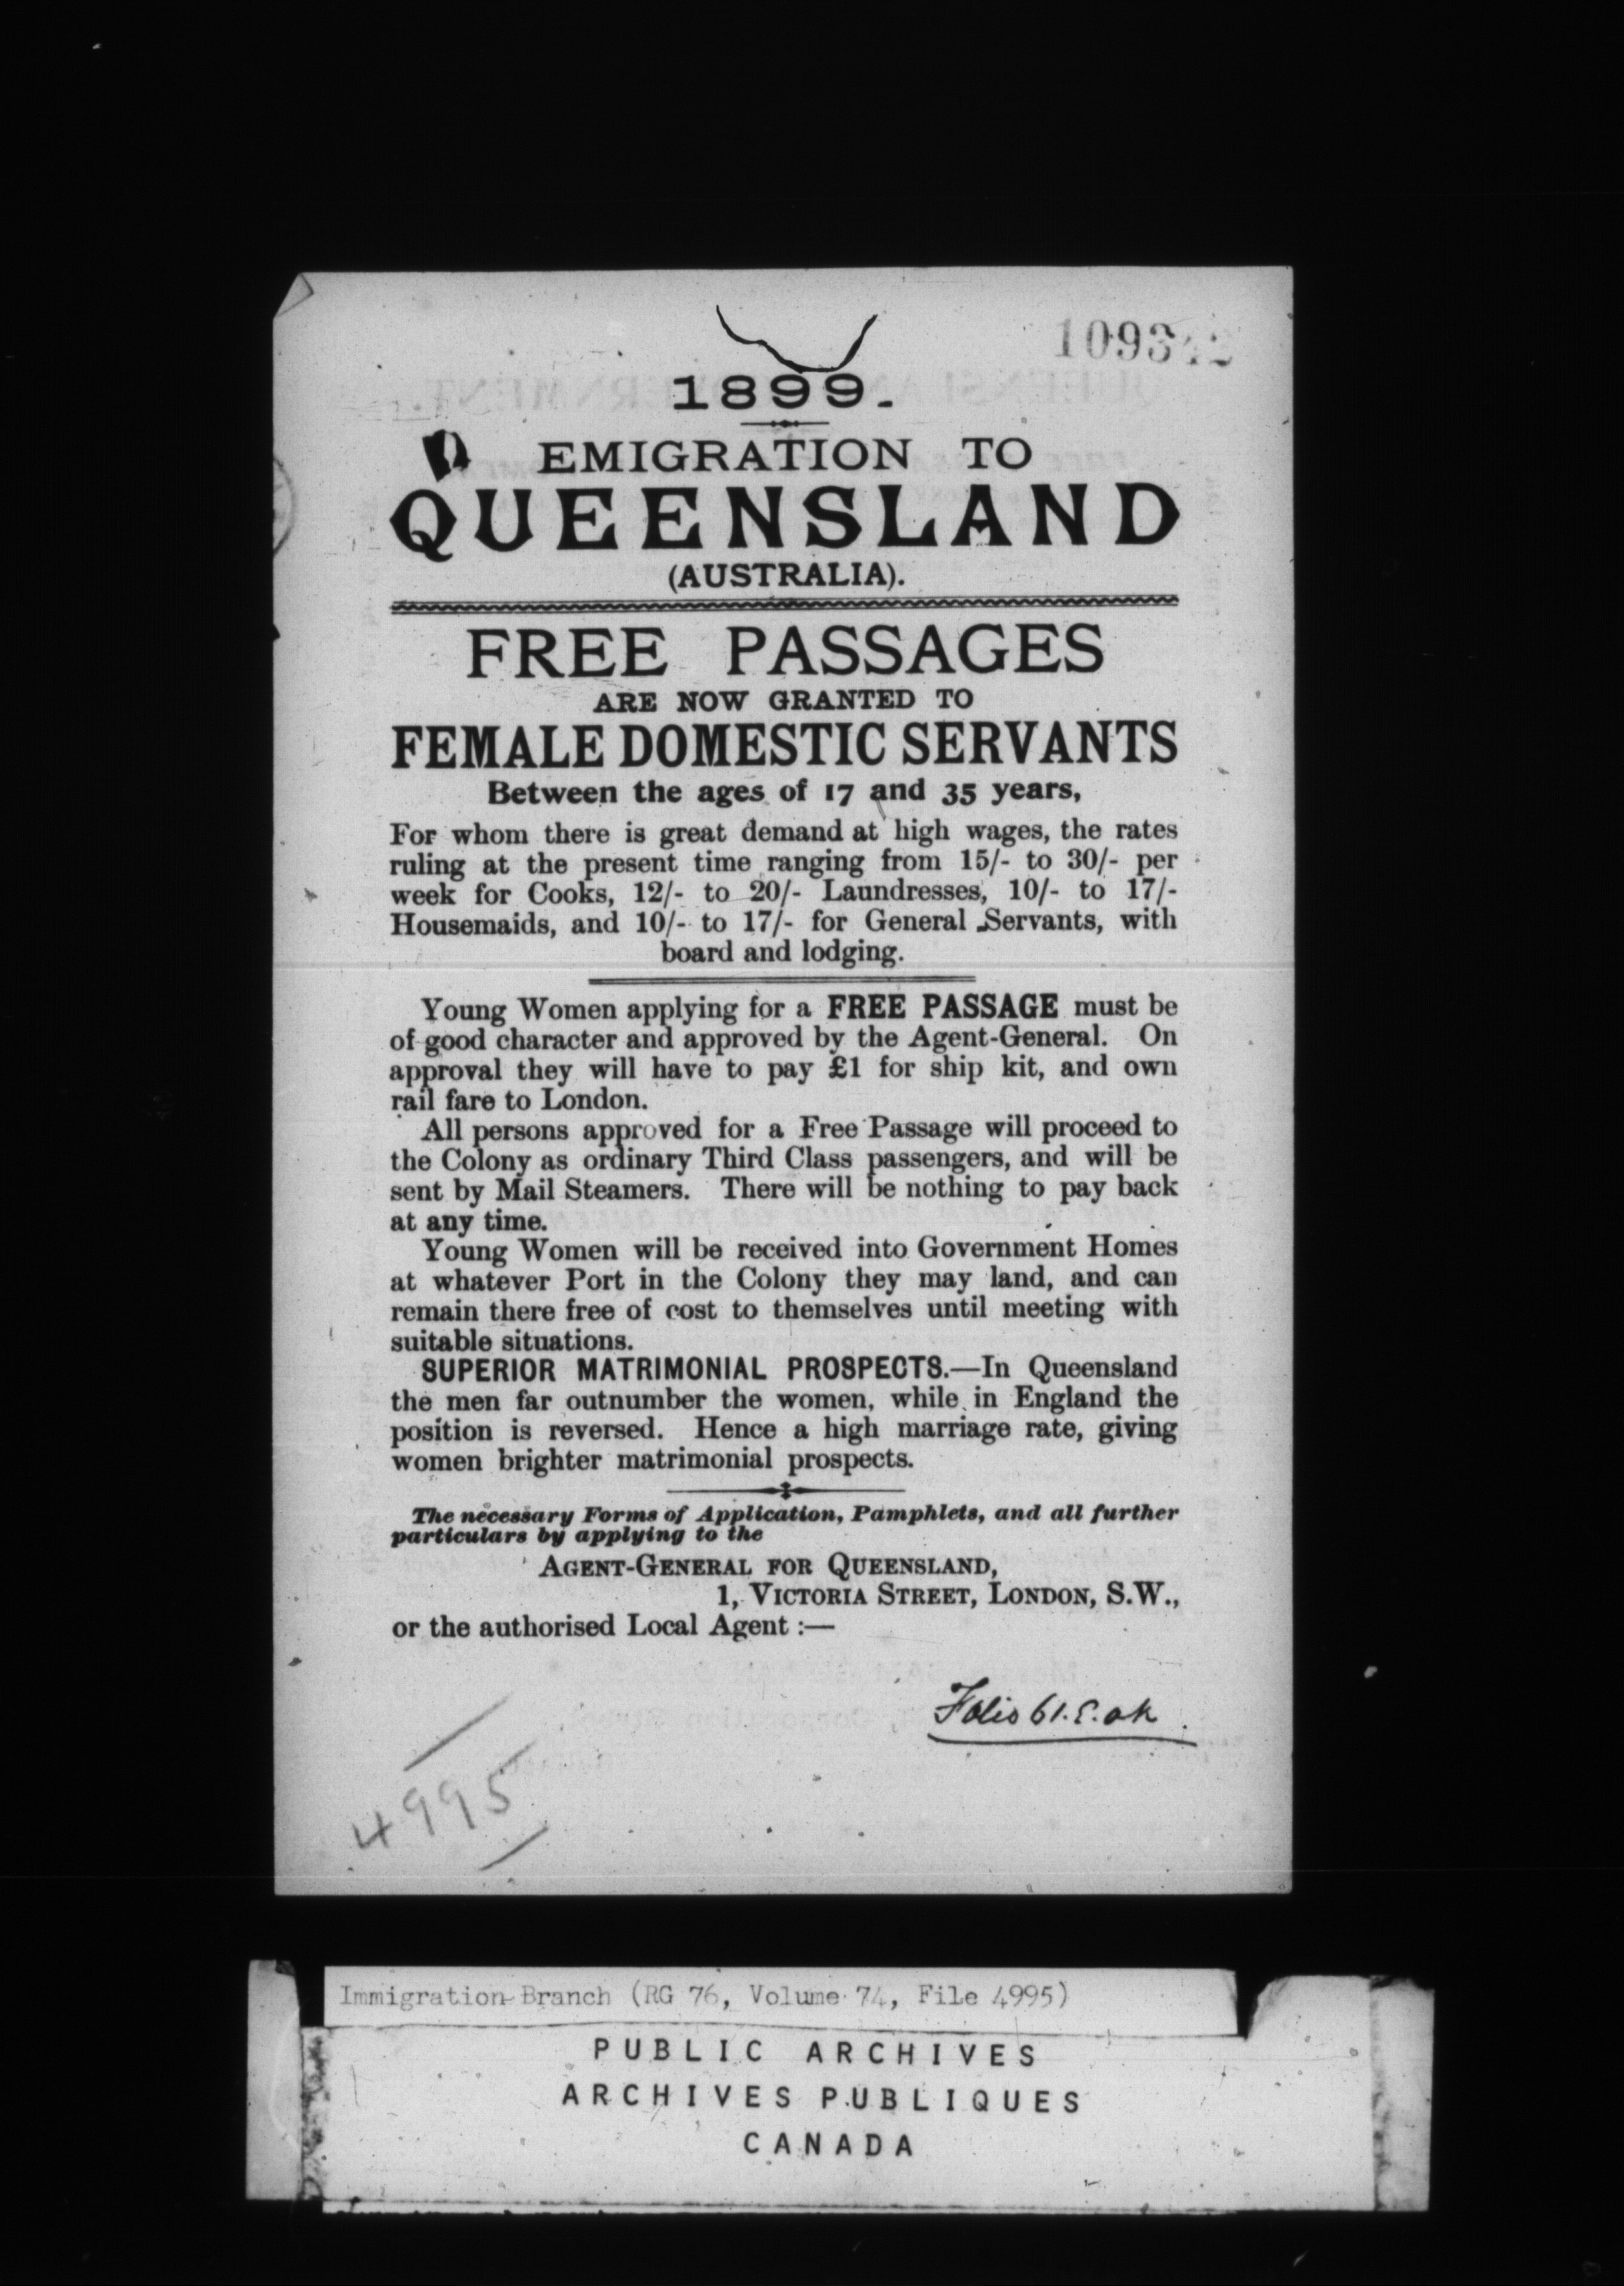 109342
1899.
EMIGRATION TO
QUEENSLAND
(AUSTRALIA).
FREE PASSAGES
ARE NOW GRANTED TO
FEMALE DOMESTIC SERVANTS
Between the ages of 17 and 35 years,
For whom there is great demand at high wages, the rates
ruling at the present time ranging from 15/- to 30/- per
week for Cooks, 12/- to 20/- Laundresses, 10/- to 17/-
Housemaids, and 10/- to 17/- for General Servants, with
board and lodging.
Young Women applying for a FREE PASSAGE must be
of good character and approved by the Agent-General. On
approval they will have to pay £1 for ship kit, and own
rail fare to London.
All persons approved for a Free Passage will proceed to
the Colony as ordinary Third Class passengers, and will be
sent by Mail Steamers. There will be nothing to pay back
at any time.
Young Women will be received into Government Homes
at whatever Port in the Colony they may land, and can
remain there free of cost to themselves until meeting with
suitable situations.
SUPERIOR MATRIMONIAL PROSPECTS.—In Queensland
the men far outnumber the women, while in England the
position is reversed. Hence a high marriage rate, giving
women brighter matrimonial prospects.
The necessary Forms of Application, Pamphlets, and all further
particulars by applying to the
AGENT-GENERAL FOR QUEENSLAND,
1, VICTORIA STREET, LONDON, S.W.,
or the authorised Local Agent :—
Folio 61.
4995
Immigration Branch (RG 76, Volume 74, File 4995)
PUBLIC ARCHIVES
ARCHIVES PUBLIQUES
CANADA